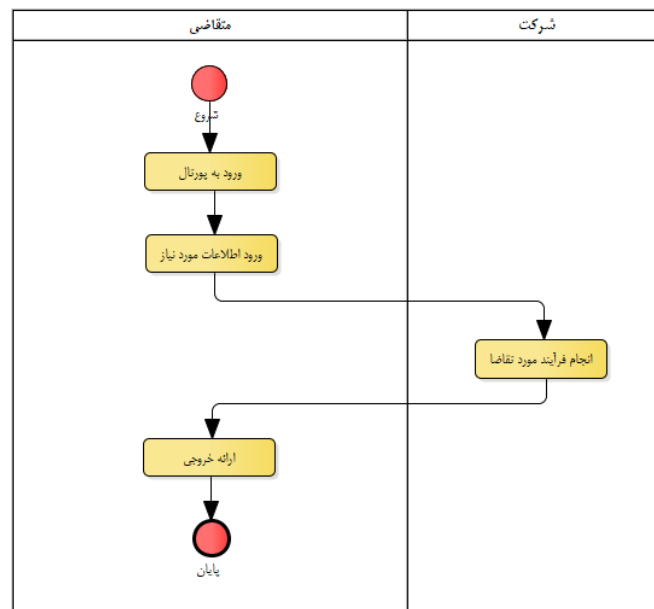 شرکت
متقاضی
شروع
ورود به پورتال
ورود اطلاعات مورد نیاز
انجام فرآیند مورد تقاضا
ارائه خروجی
پایان